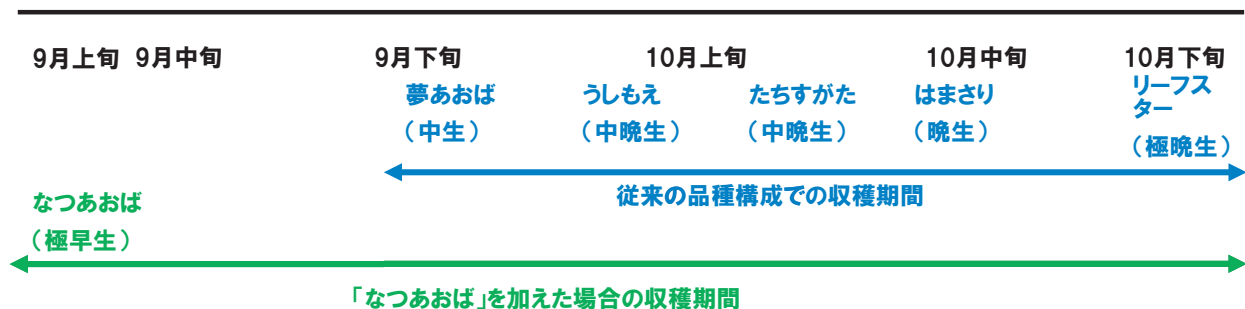 9月上旬 9月中旬 9月下旬 10月上旬 10月中旬 10月下旬
夢あおば うしもえ たちすがた はまさり リーフス
ター
（中生） （中晩生） （中晩生） （晩生） （極晩生）
従来の品種構成での収穫期間
なつあおば
（極早生）
「なつあおば」を加えた場合の収穫期間